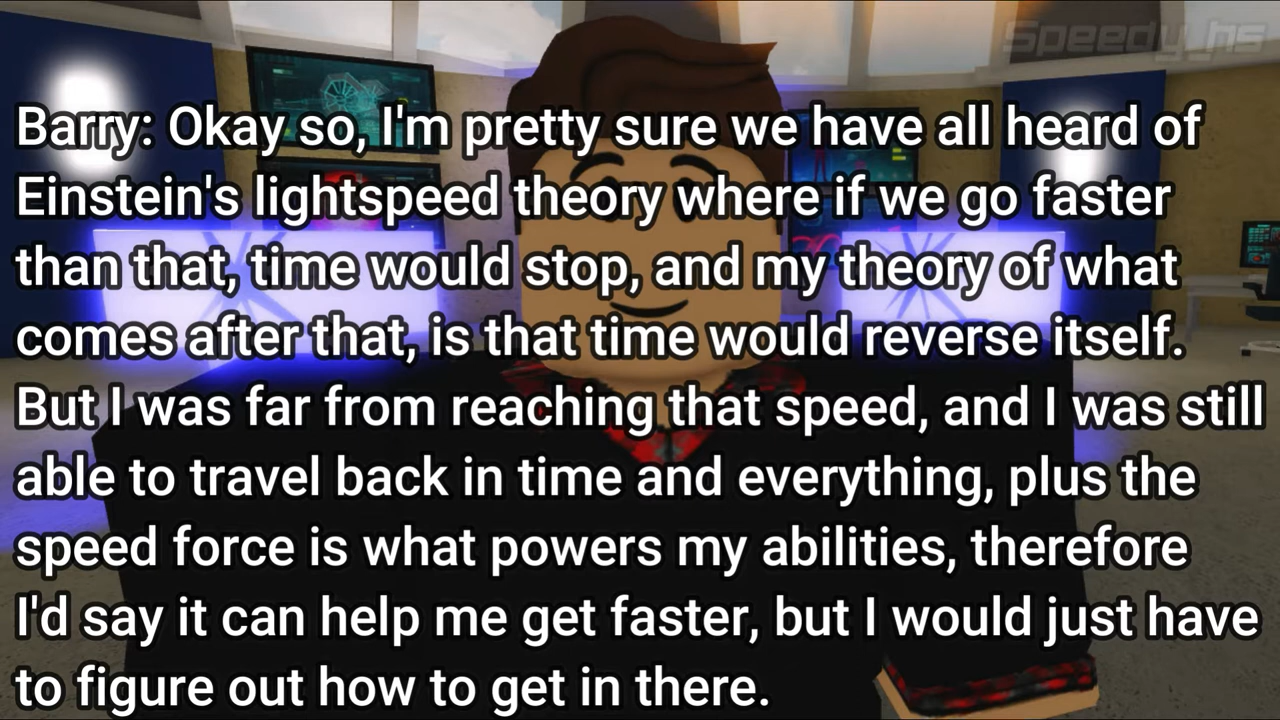 Speedy_hs
Barry: Okay so, I'm pretty sure we have all heard of
Einstein's lightspeed theory where if we go faster
than that, time would stop, and my theory of what
comes after that, is that time would reverse itself.
But I was far from reaching that speed, and I was still
able to travel back in time and everything, plus the
speed force is what powers my abilities, therefore
I'd say it can help me get faster, but I would just have
to figure out how to get in there.